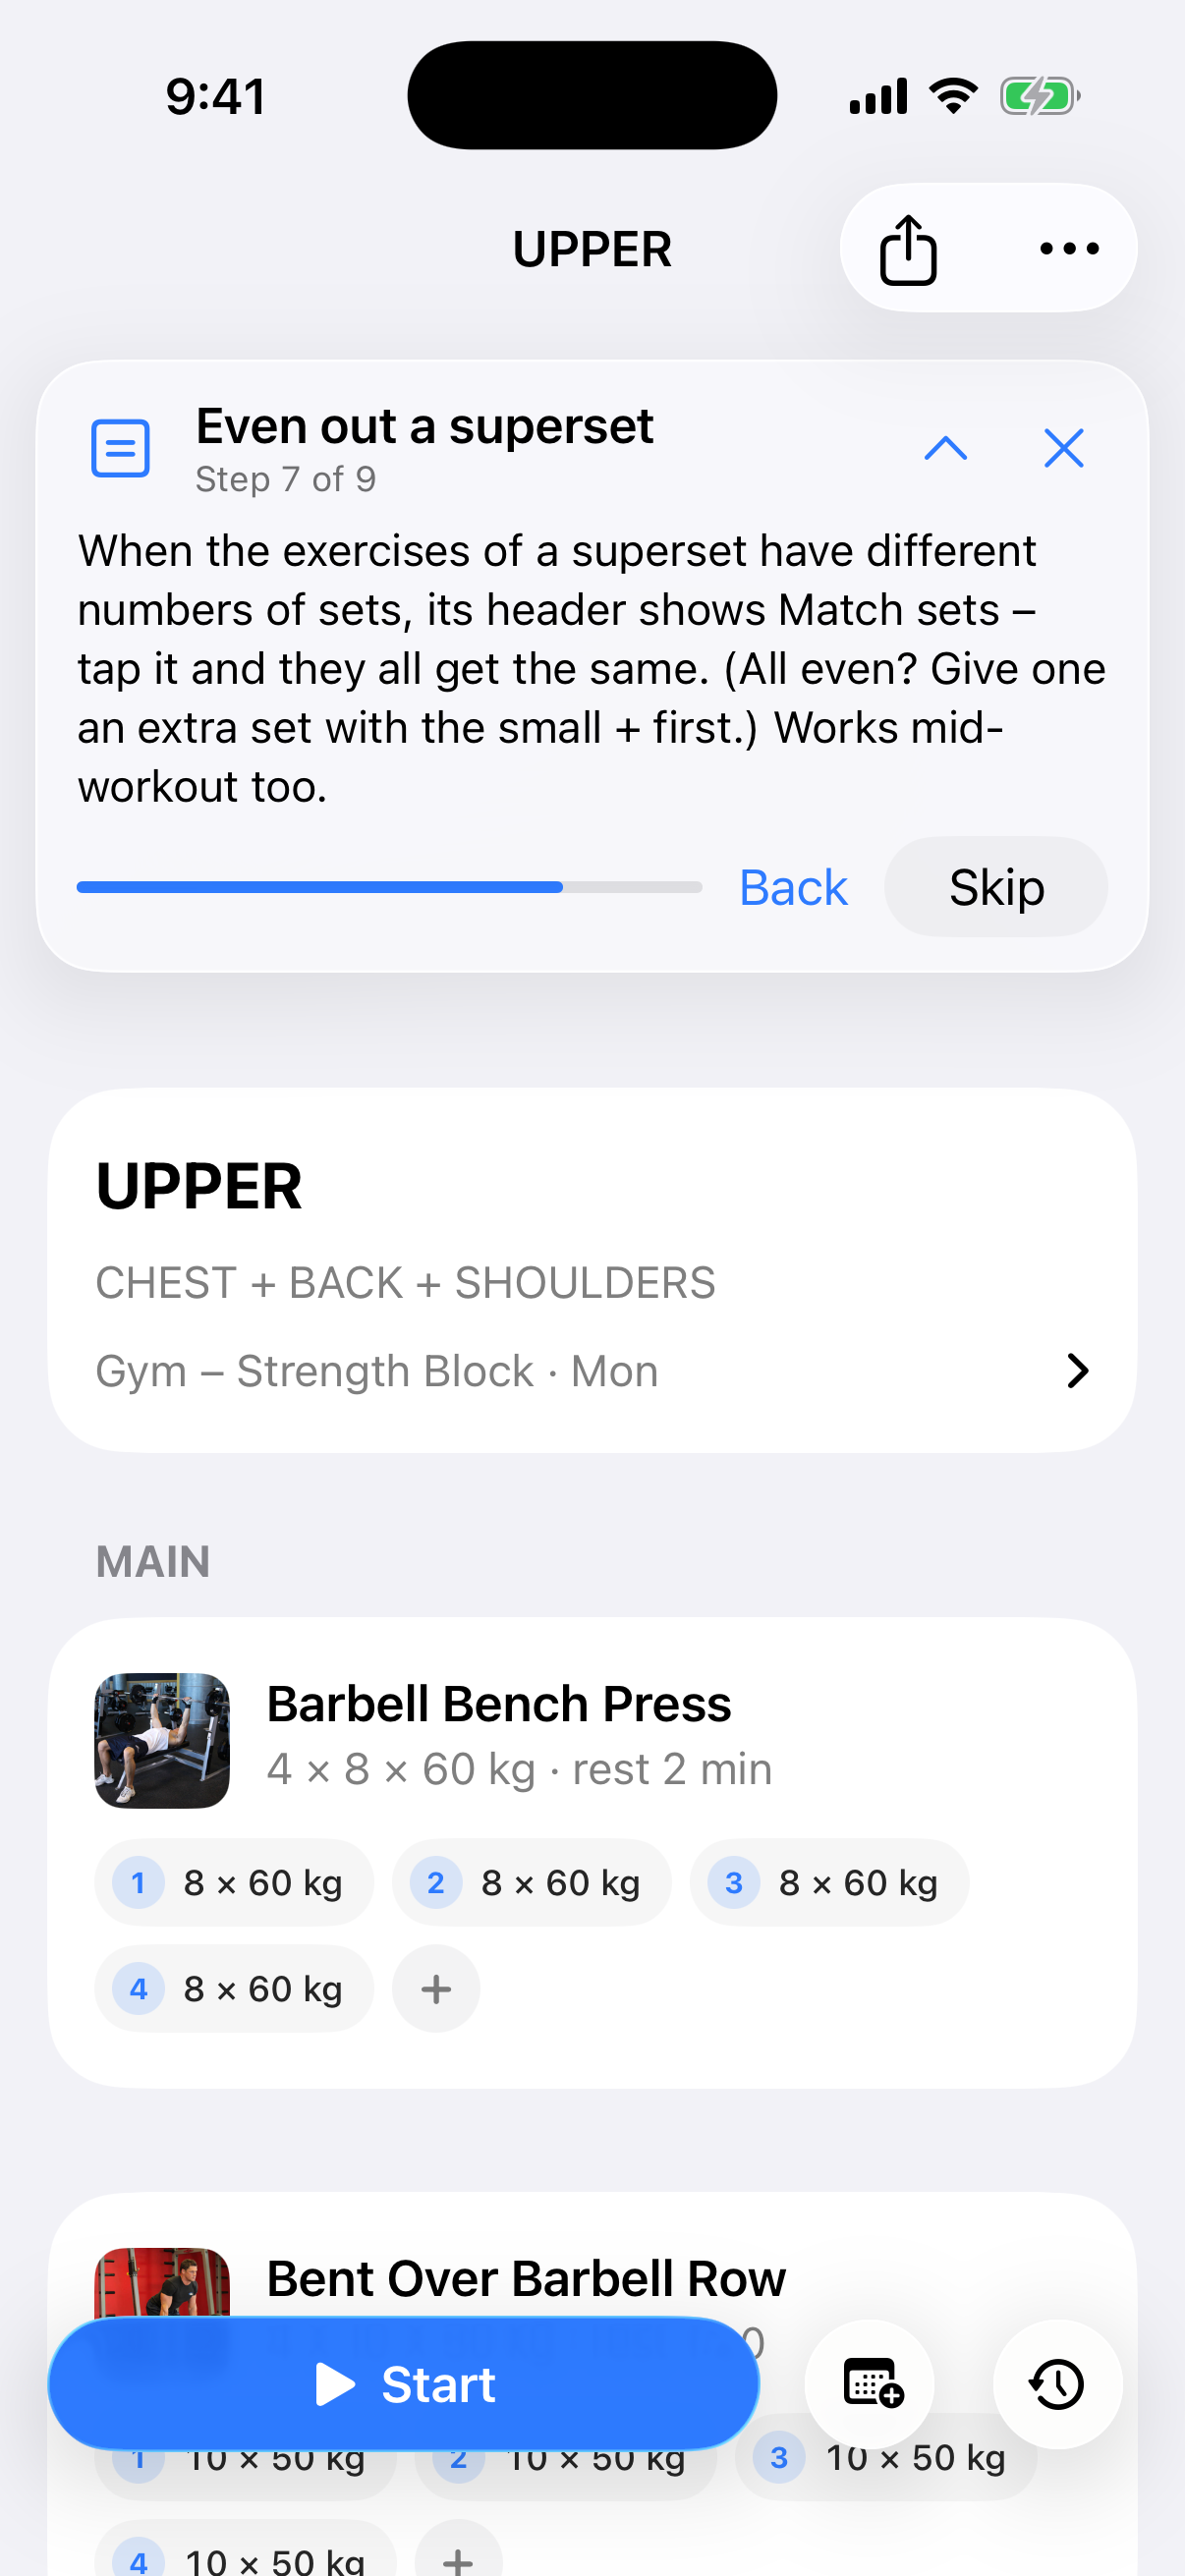 9:41
UPPER
Even out a superset
Step 7 of 9
When the exercises of a superset have different
numbers of sets, its header shows Match sets –
tap it and they all get the same. (All even? Give one
an extra set with the small + first.) Works mid-
workout too.
Back
Skip
UPPER
CHEST + BACK + SHOULDERS
Gym – Strength Block · Mon
MAIN
Barbell Bench Press
4 × 8 × 60 kg · rest 2 min
1 8 × 60 kg 2 8 × 60 kg 3 8 × 60 kg
4 8 × 60 kg +
Bent Over Barbell Row
Start
1 10 × 50 kg 2 10 × 50 kg 3 10 × 50 kg
4 10 × 50 kg +